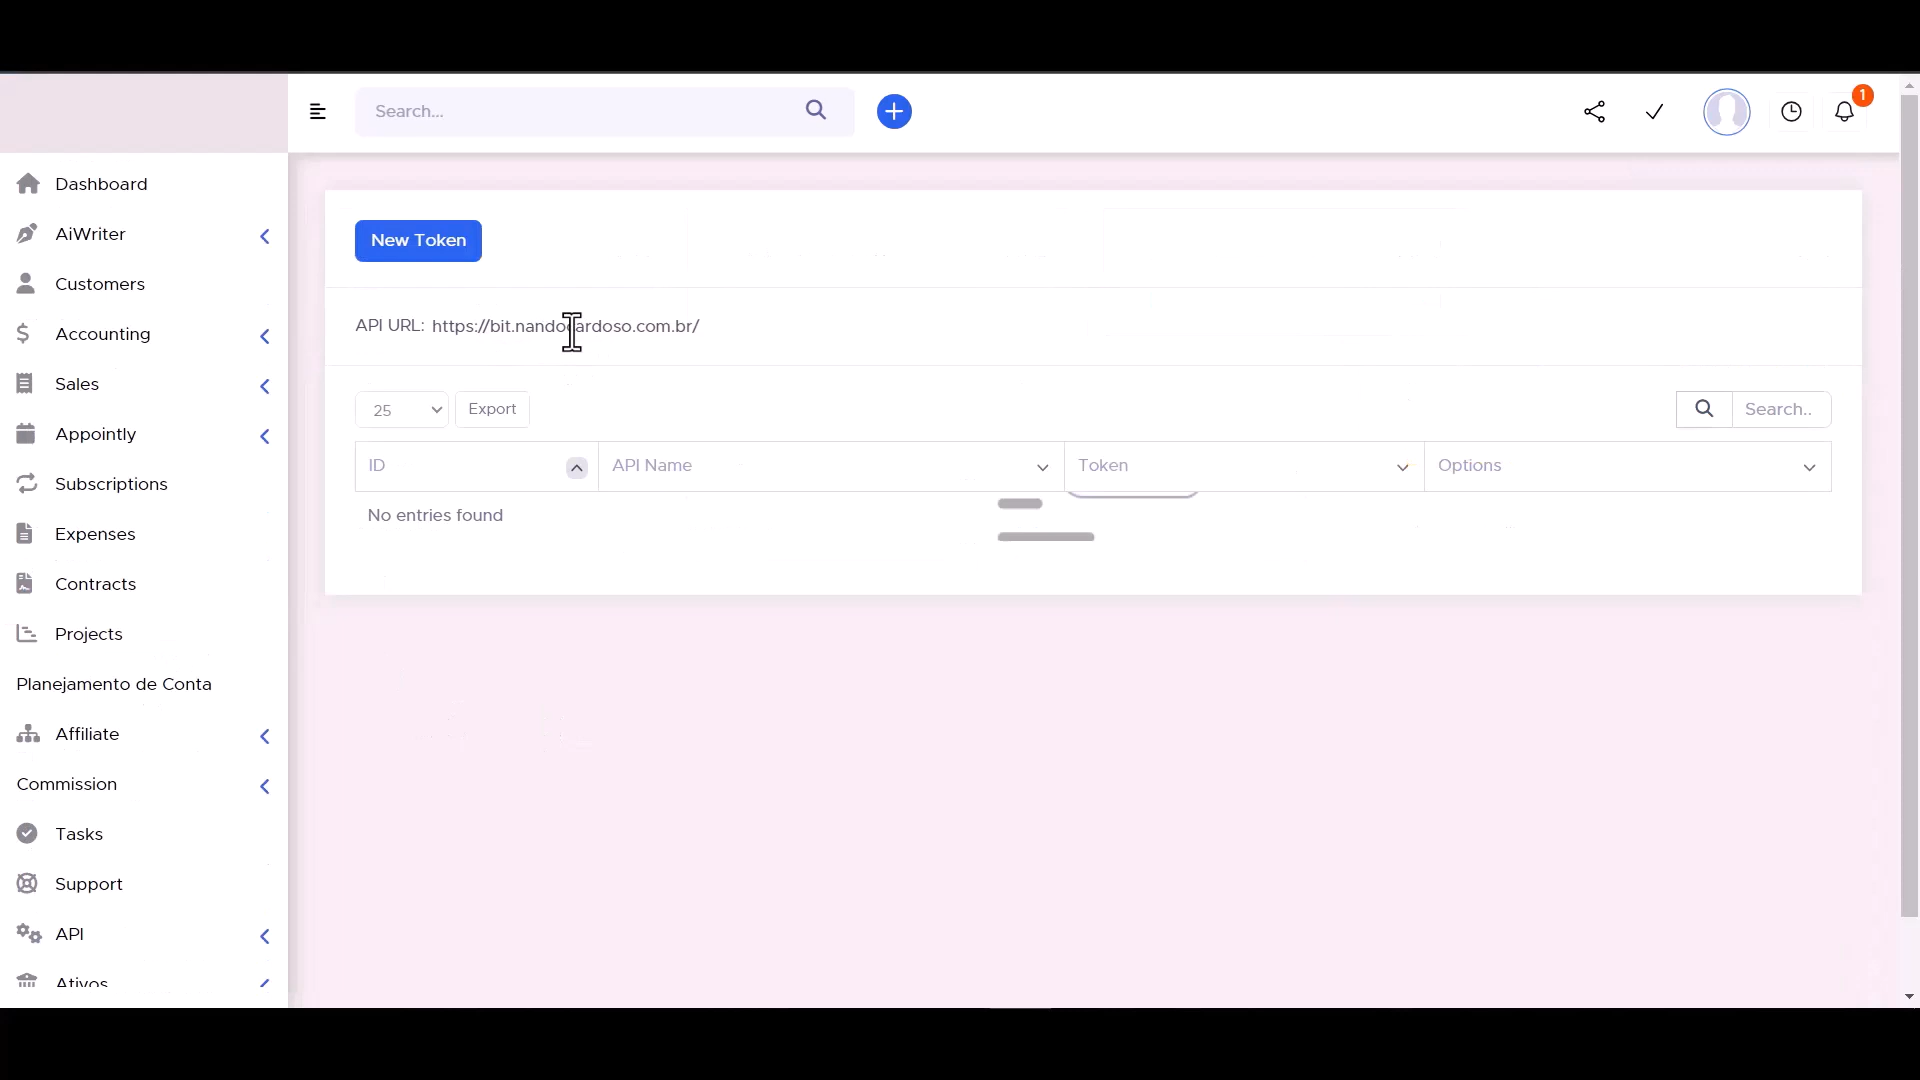 Search...
1
Dashboard
AiWriter
Customers
Accounting
Sales
Appointly
Subscriptions
Expenses
Contracts
Projects
Planejamento de Conta
Affiliate
Commission
Tasks
Support
API
Ativos
New Token
API URL: https://bit.nandocardoso.com.br/
25 Export Search..
ID API Name Token Options
No entries found